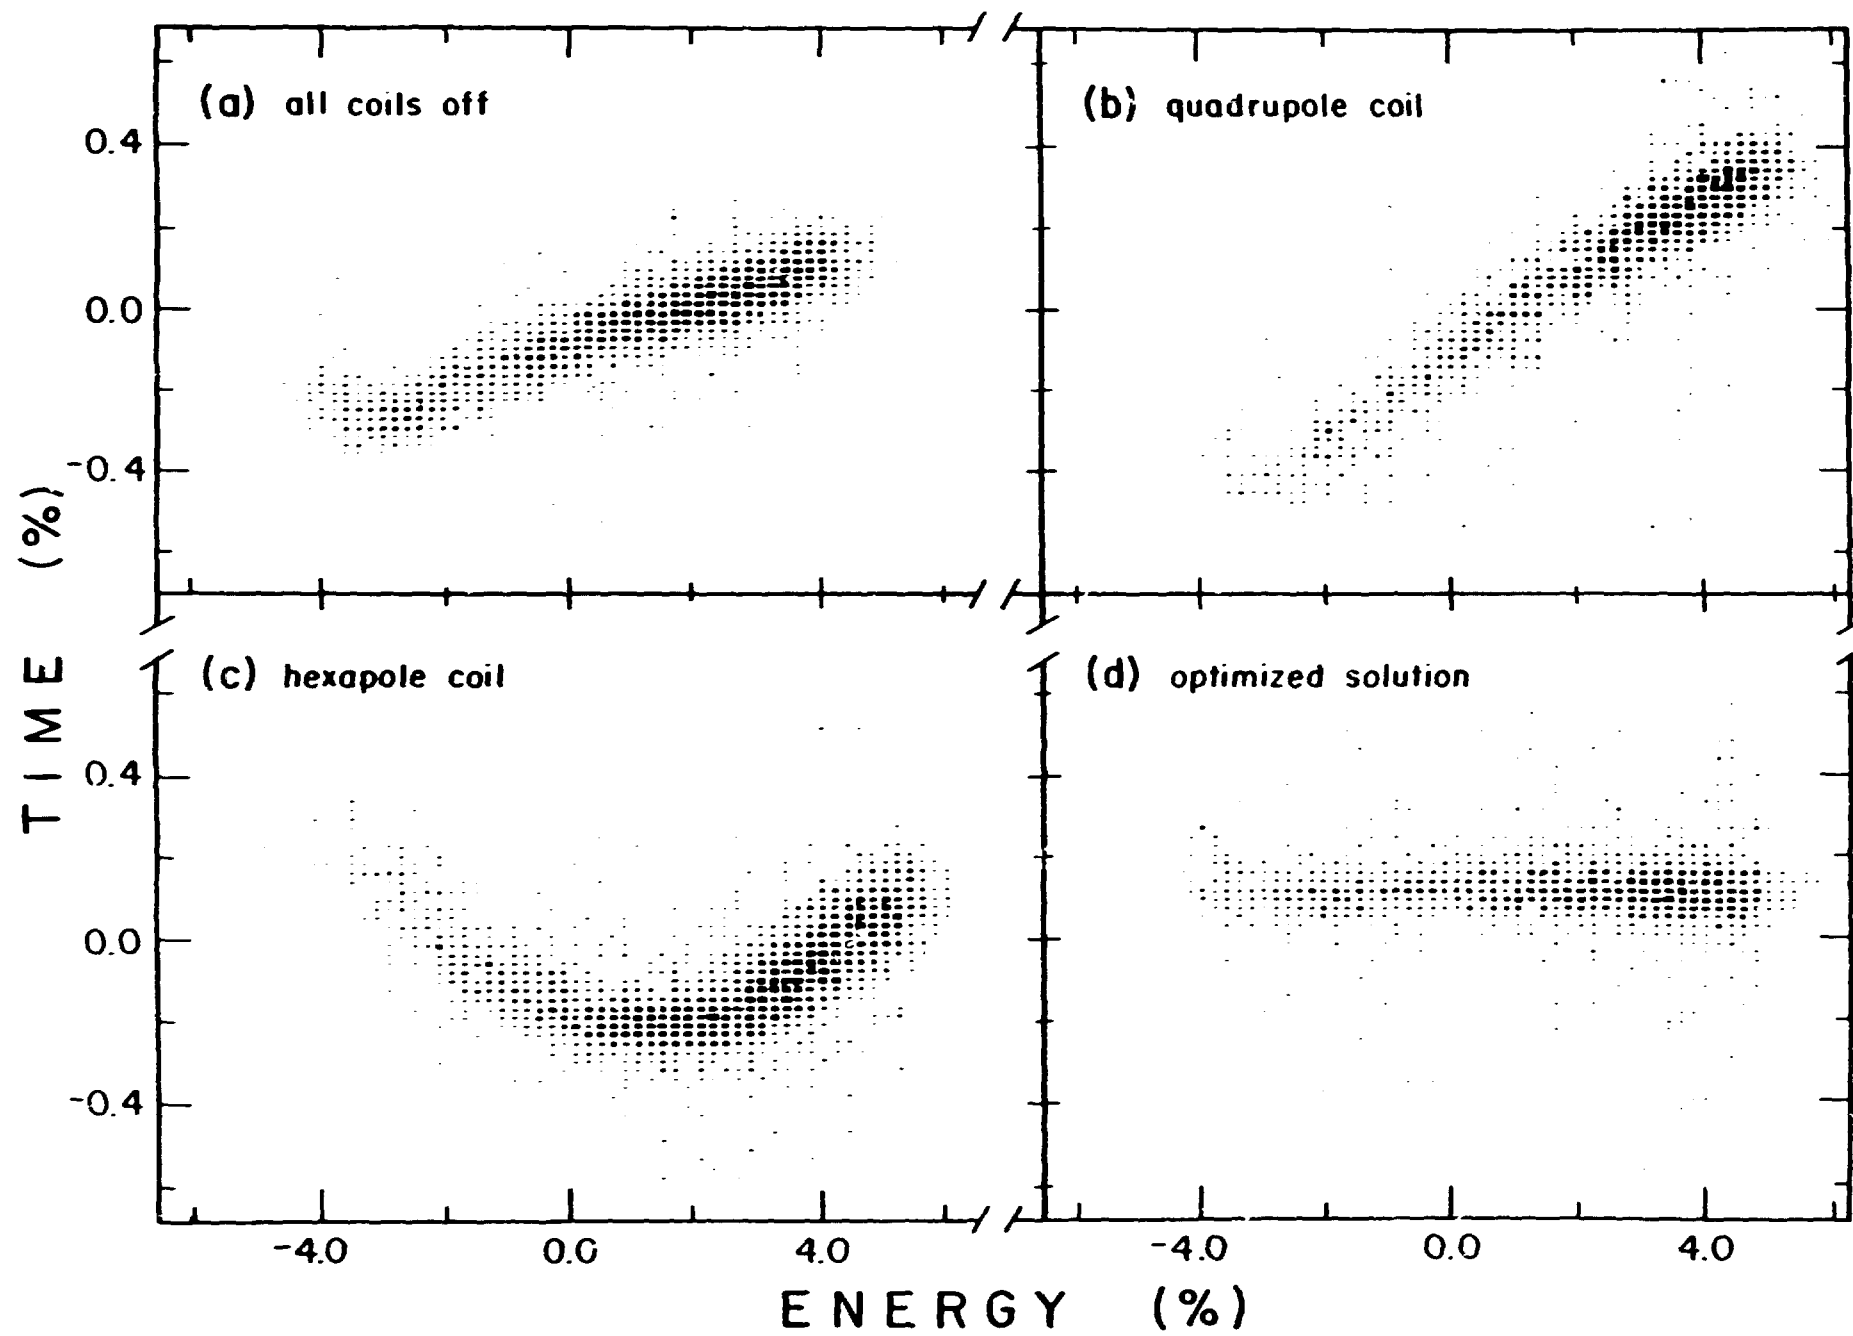 (a) all coils off
(b) quadrupole coil
0.4
0.0
-0.4
(c) hexapole coil
(d) optimized solution
0.4
0.0
-0.4
-4.0 0.0 4.0
-4.0 0.0 4.0
TIME (%)
ENERGY (%)